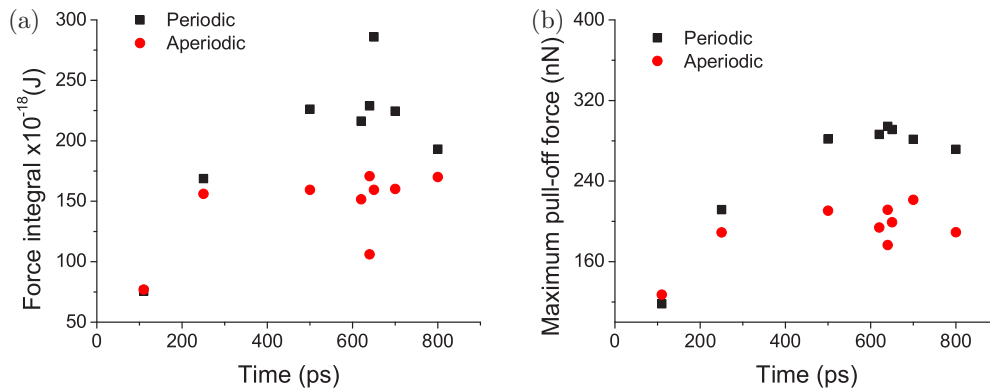 (a)
Force integral x10-18(J)
300
250
200
150
100
50
Periodic
Aperiodic
0
200
400
600
800
Time (ps)
(b)
Maximum pull-off force (nN)
400
320
240
160
Periodic
Aperiodic
0
200
400
600
800
Time (ps)